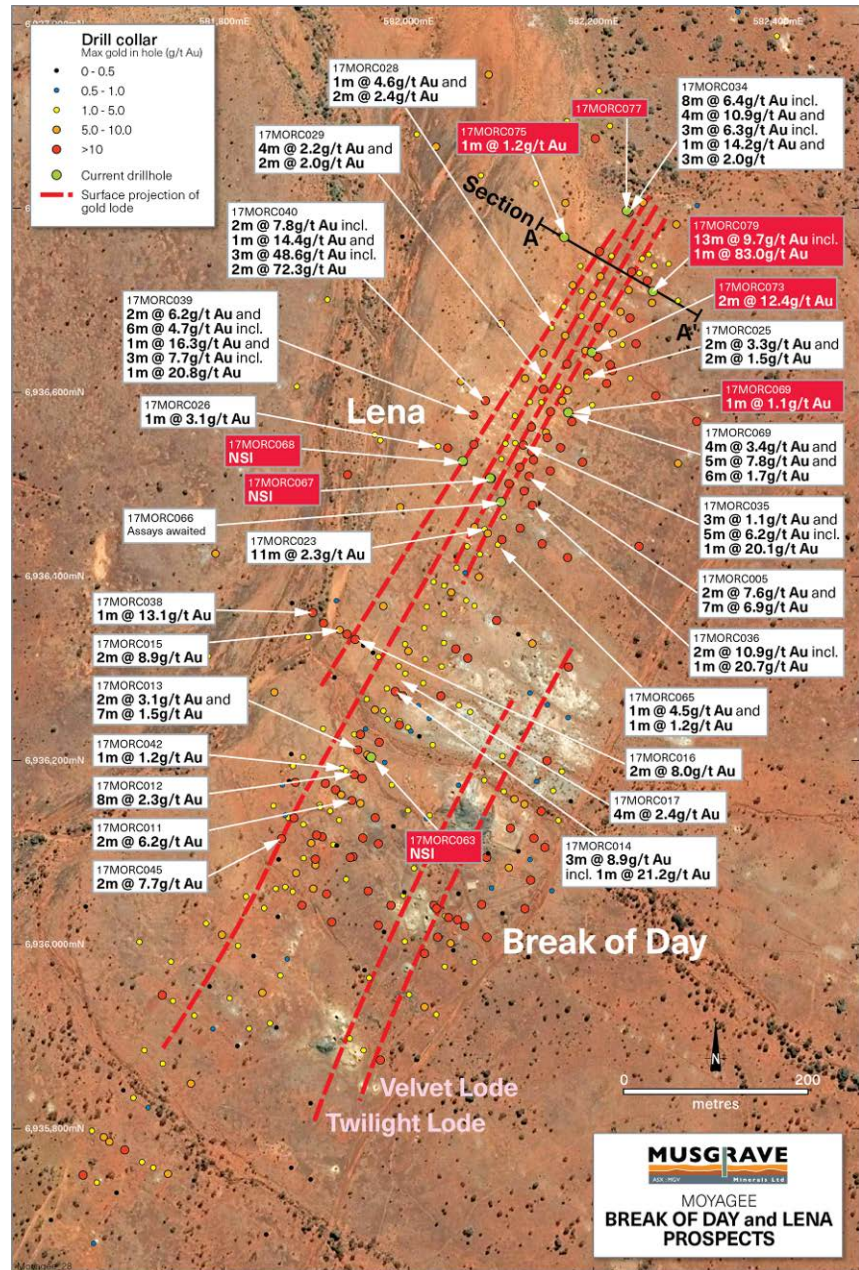 581,800mE
582,000mE
582,200mE
582,400mE
Drill collar
Max gold in hole (g/t Au)
0 - 0.5
0.5 - 1.0
1.0 - 5.0
5.0 - 10.0
>10
Current drillhole
Surface projection of
gold lode
17MORC028
1m @ 4.6g/t Au and
2m @ 2.4g/t Au
17MORC077
17MORC034
8m @ 6.4g/t Au incl.
4m @ 10.9g/t Au and
3m @ 6.3g/t Au incl.
1m @ 14.2g/t Au and
3m @ 2.0g/t
17MORC075
1m @ 1.2g/t Au
17MORC029
4m @ 2.2g/t Au and
2m @ 2.0g/t Au
Section
A
A'
17MORC079
13m @ 9.7g/t Au incl.
1m @ 83.0g/t Au
17MORC040
2m @ 7.8g/t Au incl.
1m @ 14.4g/t Au and
3m @ 48.6g/t Au incl.
2m @ 72.3g/t Au
17MORC073
2m @ 12.4g/t Au
17MORC039
2m @ 6.2g/t Au and
6m @ 4.7g/t Au incl.
1m @ 16.3g/t Au and
3m @ 7.7g/t Au incl.
1m @ 20.8g/t Au
17MORC025
2m @ 3.3g/t Au and
2m @ 1.5g/t Au
6,936,600mN
Lena
17MORC069
1m @ 1.1g/t Au
17MORC026
1m @ 3.1g/t Au
17MORC069
4m @ 3.4g/t Au and
5m @ 7.8g/t Au and
6m @ 1.7g/t Au
17MORC068
NSI
17MORC067
NSI
17MORC066
Assays awaited
17MORC035
3m @ 1.1g/t Au and
5m @ 6.2g/t Au incl.
1m @ 20.1g/t Au
17MORC023
11m @ 2.3g/t Au
6,936,400mN
17MORC005
2m @ 7.6g/t Au and
7m @ 6.9g/t Au
17MORC038
1m @ 13.1g/t Au
17MORC036
2m @ 10.9g/t Au incl.
1m @ 20.7g/t Au
17MORC015
2m @ 8.9g/t Au
17MORC013
2m @ 3.1g/t Au and
7m @ 1.5g/t Au
17MORC065
1m @ 4.5g/t Au and
1m @ 1.2g/t Au
17MORC042
1m @ 1.2g/t Au
6,936,200mN
17MORC016
2m @ 8.0g/t Au
17MORC012
8m @ 2.3g/t Au
17MORC017
4m @ 2.4g/t Au
17MORC011
2m @ 6.2g/t Au
17MORC063
NSI
17MORC014
3m @ 8.9g/t Au
incl. 1m @ 21.2g/t Au
17MORC045
2m @ 7.7g/t Au
6,936,000mN
Break of Day
N
0
200
metres
Velvet Lode
Twilight Lode
6,935,800mN
MUSGRAVE
ASX : MGV
Minerals Ltd
MOYAGEE
BREAK OF DAY and LENA
PROSPECTS